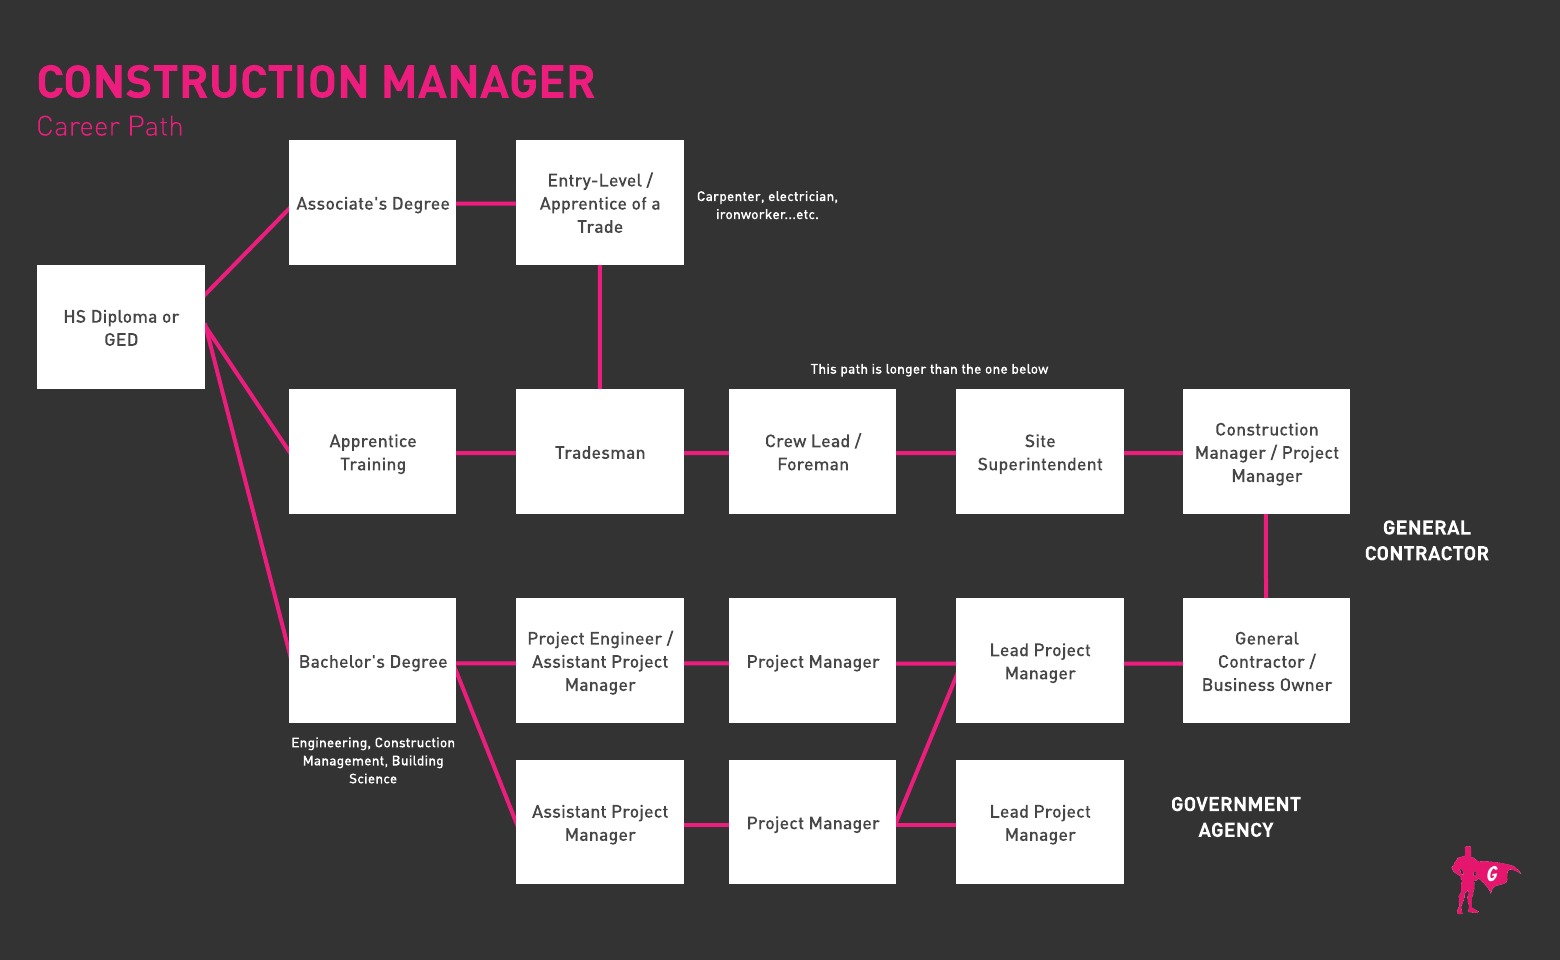 CONSTRUCTION MANAGER
Career Path
Associate's Degree
Entry-Level /
Apprentice of a
Trade
Carpenter, electrician,
ironworker...etc.
HS Diploma or
GED
This path is longer than the one below
Apprentice
Training
Tradesman
Crew Lead /
Foreman
Site
Superintendent
Construction
Manager / Project
Manager
GENERAL
CONTRACTOR
Bachelor's Degree
Engineering, Construction
Management, Building
Science
Project Engineer /
Assistant Project
Manager
Project Manager
Lead Project
Manager
General
Contractor /
Business Owner
Assistant Project
Manager
Project Manager
Lead Project
Manager
GOVERNMENT
AGENCY
G